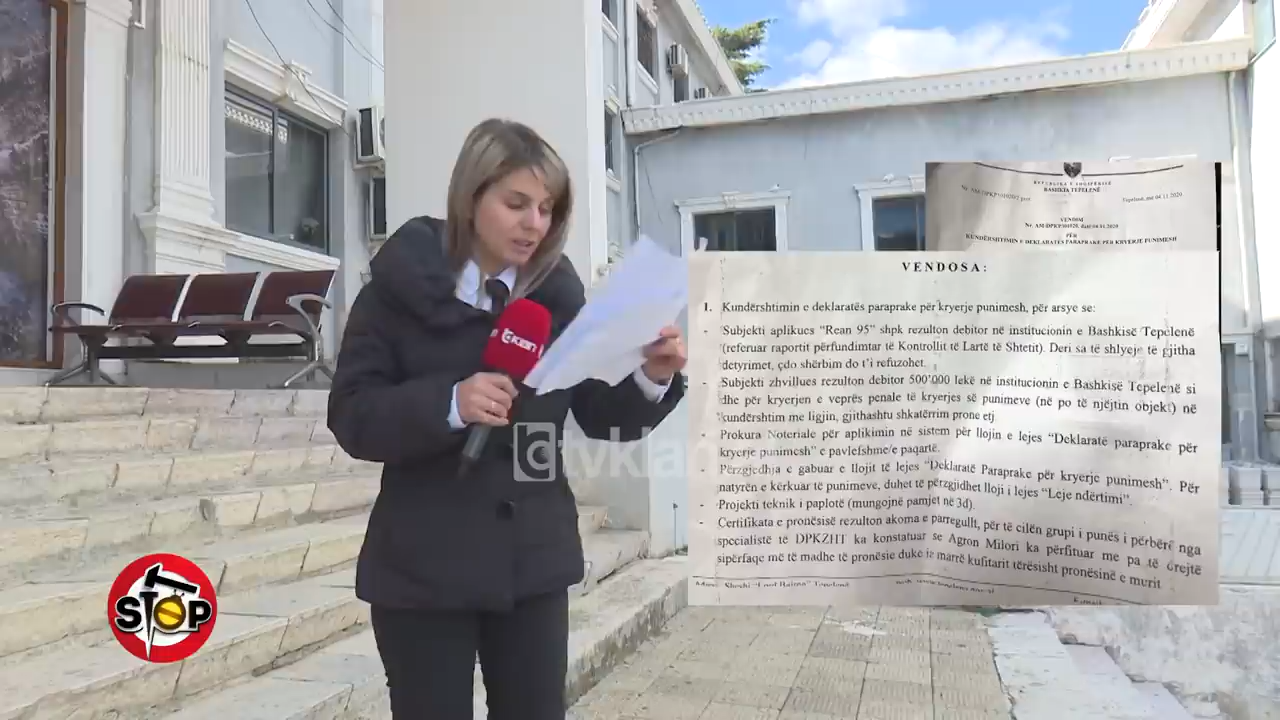 REPUBLIKA E SHQIPËRISË
BASHKIA TEPELENË
Tepelenë, më 04.11.2020
VENDIM
PËR
KUNDËRSHTIMIN E DEKLARATËS PARAPRAKE PËR KRYERJE PUNIMESH
VENDOSA:
1. Kundërshtimin e deklaratës paraprake për kryerje punimesh, për arsye se:
- Subjekti aplikues “Rean 95” shpk rezulton debitor në institucionin e Bashkisë Tepelenë
(referuar raportit përfundimtar të Kontrollit të Lartë të Shtetit). Deri sa të shlyejë të gjitha
detyrimet, çdo shërbim do t’i refuzohet.
- Subjekti zhvillues rezulton debitor 500’000 lekë në institucionin e Bashkisë Tepelenë si
dhe për kryerjen e veprës penale të kryerjes së punimeve (në po të njëjtin objekt) në
kundërshtim me ligjin, gjithashtu shkatërrim prone etj
- Prokura Noteriale për aplikimin në sistem për llojin e lejes “Deklaratë paraprake për
kryerje punimesh” e pavlefshme/e paqartë.
- Përzgjedhja e gabuar e llojit të lejes “Deklaratë Paraprake për kryerje punimesh”. Për
natyrën e kërkuar të punimeve, duhet të përzgjidhet lloji i lejes “Leje ndërtimi”.
- Projekti teknik i paplotë (mungojnë pamjet në 3d).
- Certifikata e pronësisë rezulton akoma e parregullt, për të cilën grupi i punës i përbërë nga
specialistë të DPKZHT ka konstatuar se Agron Milori ka përfituar me pa të drejtë
sipërfaqe më të madhe të pronësie duke iz marrë kufitarit tërësisht pronësinë e murit
tvklan
tvklan
STOP